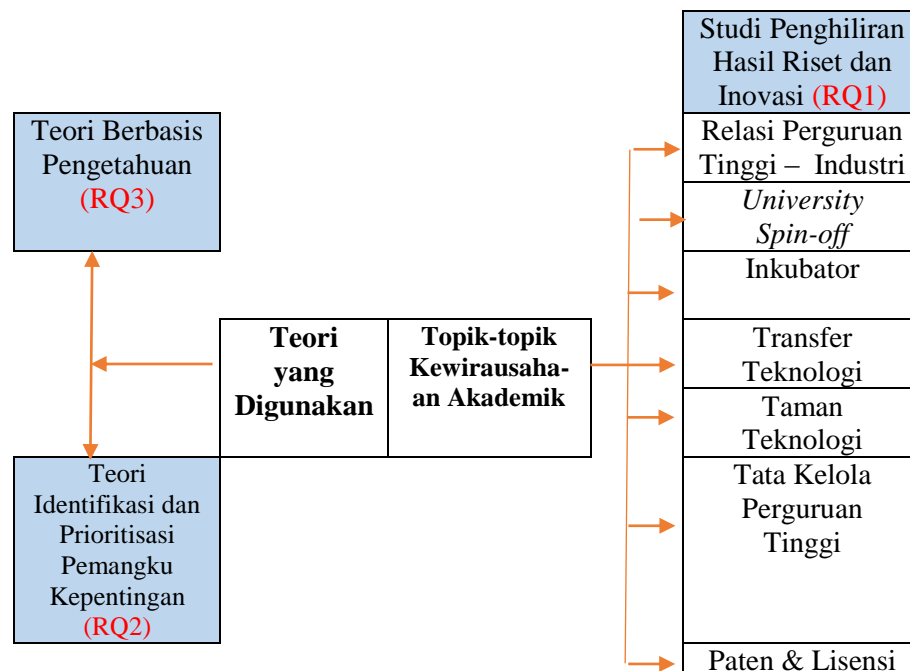 Studi Penghiliran
Hasil Riset dan
Inovasi (RQ1)
Teori Berbasis
Pengetahuan
(RQ3)
Relasi Perguruan
Tinggi – Industri
University
Spin-off
Inkubator
Teori
yang
Digunakan
Topik-topik
Kewirausaha-
an Akademik
Transfer
Teknologi
Taman
Teknologi
Teori
Identifikasi dan
Prioritisasi
Pemangku
Kepentingan
(RQ2)
Tata Kelola
Perguruan
Tinggi
Paten & Lisensi